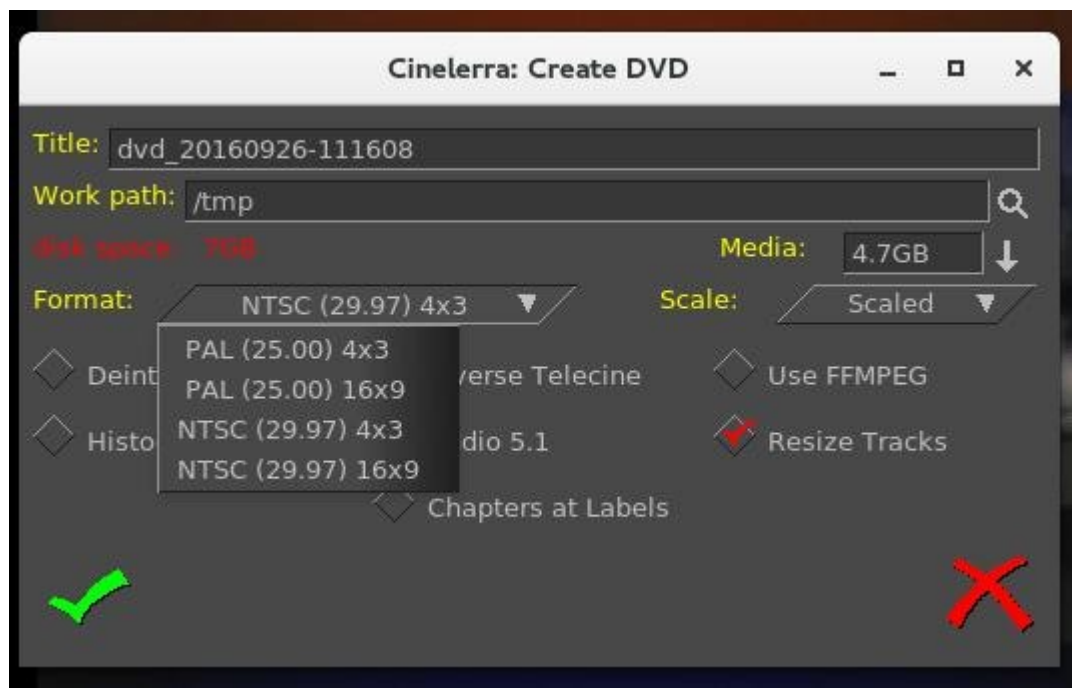 Cinelerra: Create DVD
Title: dvd_20160926-111608
Work path: /tmp
disk space: 7GB Media: 4.7GB
Format: NTSC (29.97) 4x3 Scale: Scaled
PAL (25.00) 4x3
PAL (25.00) 16x9
NTSC (29.97) 4x3
NTSC (29.97) 16x9
Deint verse Telecine Use FFMPEG
Histo dio 5.1 Resize Tracks
Chapters at Labels